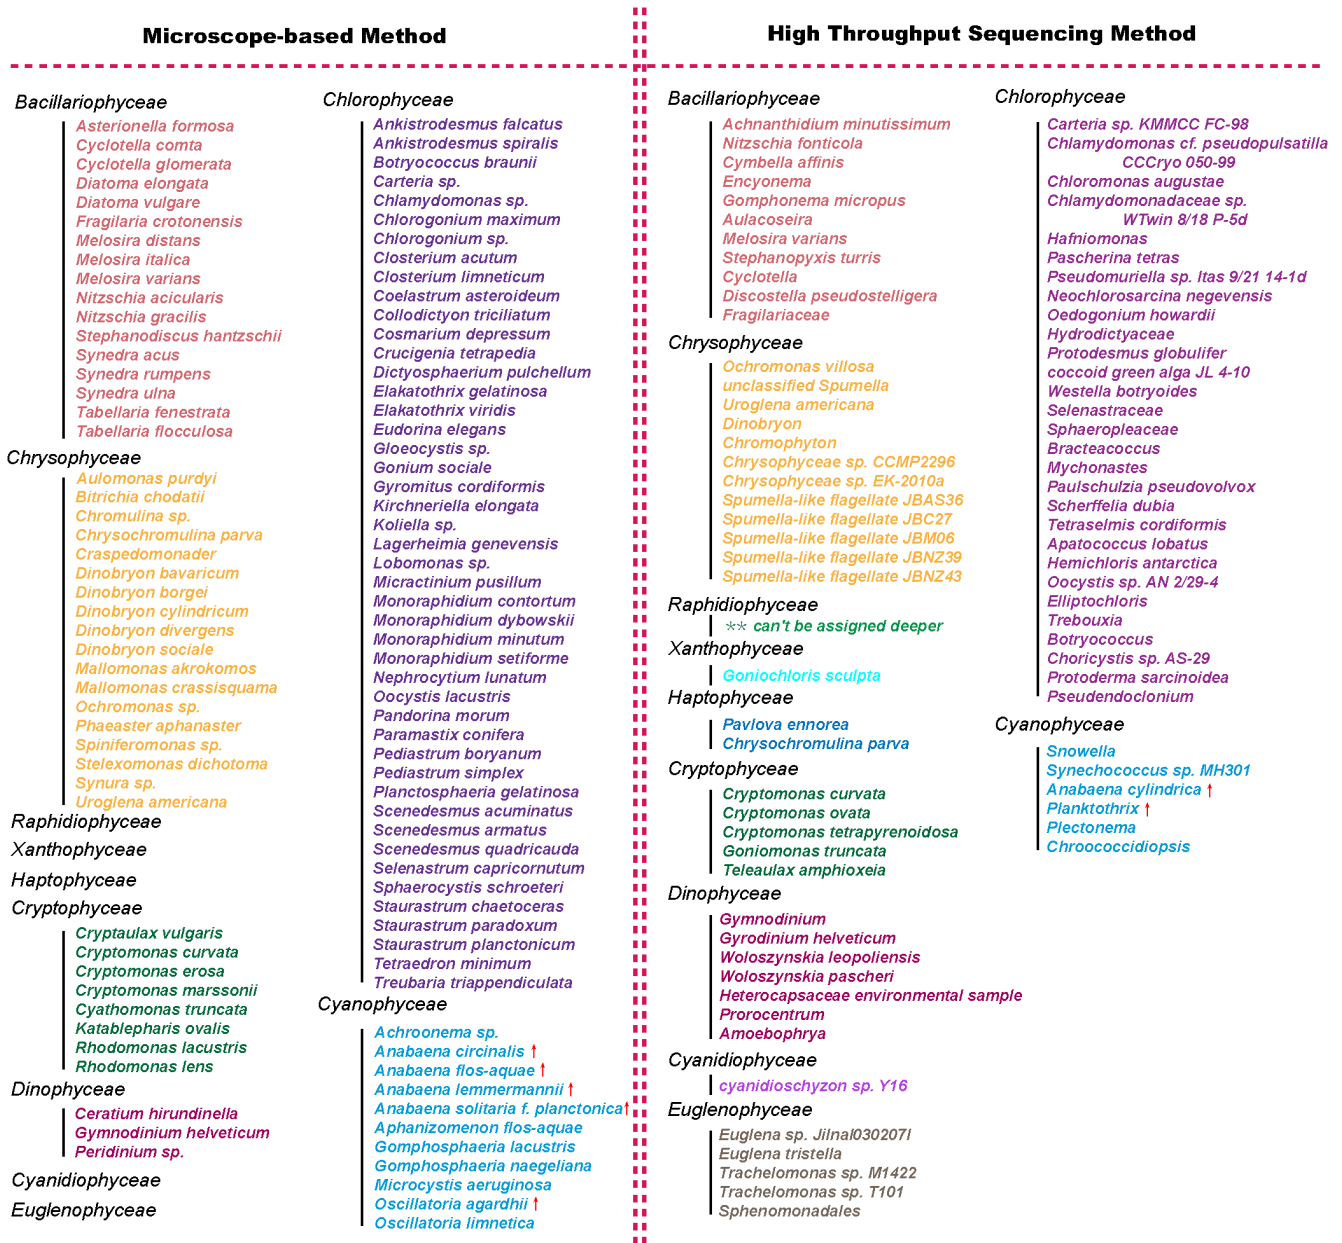 Microscope-based Method
Bacillariophyceae
Asterionella formosa
Cyclotella comta
Cyclotella glomerata
Diatoma elongata
Diatoma vulgare
Fragilaria crotonensis
Melosira distans
Melosira italica
Melosira varians
Nitzschia acicularis
Nitzschia gracilis
Stephanodiscus hantzschii
Synedra acus
Synedra rumpens
Synedra ulna
Tabellaria fenestrata
Tabellaria flocculosa
Chrysophyceae
Aulomonas purdyi
Bitrichia chodatii
Chromulina sp.
Chrysochromulina parva
Craspedomonader
Dinobryon bavaricum
Dinobryon borgei
Dinobryon cylindricum
Dinobryon divergens
Dinobryon sociale
Mallomonas akrokomos
Mallomonas crassisquama
Ochromonas sp.
Phaeaster aphanaster
Spiniferomonas sp.
Stelexomonas dichotoma
Synura sp.
Uroglena americana
Raphidiophyceae
Xanthophyceae
Haptophyceae
Cryptophyceae
Cryptaulax vulgaris
Cryptomonas curvata
Cryptomonas erosa
Cryptomonas marssonii
Cyathomonas truncata
Katablepharis ovalis
Rhodomonas lacustris
Rhodomonas lens
Dinophyceae
Ceratium hirundinella
Gymnodinium helveticum
Peridinium sp.
Cyanidiophyceae
Euglenophyceae
Chlorophyceae
Ankistrodesmus falcatus
Ankistrodesmus spiralis
Botryococcus braunii
Carteria sp.
Chlamydomonas sp.
Chlorogonium maximum
Chlorogonium sp.
Closterium acutum
Closterium limneticum
Coelastrum asteroideum
Collodictyon triciliatum
Cosmarium depressum
Crucigenia tetrapedia
Dictyosphaerium pulchellum
Elakatothrix gelatinosa
Elakatothrix viridis
Eudorina elegans
Gloeocystis sp.
Gonium sociale
Gyromitus cordiformis
Kirchneriella elongata
Koliella sp.
Lagerheimia genevensis
Lobomonas sp.
Micractinium pusillum
Monoraphidium contortum
Monoraphidium dybowskii
Monoraphidium minutum
Monoraphidium setiforme
Nephrocytium lunatum
Oocystis lacustris
Pandorina morum
Paramastix conifera
Pediastrum boryanum
Pediastrum simplex
Planctosphaeria gelatinosa
Scenedesmus acuminatus
Scenedesmus armatus
Scenedesmus quadricauda
Selenastrum capricornutum
Sphaerocystis schroeteri
Staurastrum chaetoceras
Staurastrum paradoxum
Staurastrum planctonicum
Tetraedron minimum
Treubaria triappendiculata
Cyanophyceae
Achroonema sp.
Anabaena circinalis ↑
Anabaena flos-aquae ↑
Anabaena lemmermannii ↑
Anabaena solitaria f. planctonica↑
Aphanizomenon flos-aquae
Gomphosphaeria lacustris
Gomphosphaeria naegeliana
Microcystis aeruginosa
Oscillatoria agardhii ↑
Oscillatoria limnetica
High Throughput Sequencing Method
Bacillariophyceae
Achnanthidium minutissimum
Nitzschia fonticola
Cymbella affinis
Encyonema
Gomphonema micropus
Aulacoseira
Melosira varians
Stephanopyxis turris
Cyclotella
Discostella pseudostelligera
Fragilariaceae
Chrysophyceae
Ochromonas villosa
unclassified Spumella
Uroglena americana
Dinobryon
Chromophyton
Chrysophyceae sp. CCMP2296
Chrysophyceae sp. EK-2010a
Spumella-like flagellate JBAS36
Spumella-like flagellate JBC27
Spumella-like flagellate JBM06
Spumella-like flagellate JBNZ39
Spumella-like flagellate JBNZ43
Raphidiophyceae
** can't be assigned deeper
Xanthophyceae
Goniochloris sculpta
Haptophyceae
Pavlova ennorea
Chrysochromulina parva
Cryptophyceae
Cryptomonas curvata
Cryptomonas ovata
Cryptomonas tetrapyrenoidosa
Goniomonas truncata
Teleaulax amphioxeia
Dinophyceae
Gymnodinium
Gyrodinium helveticum
Woloszynskia leopoliensis
Woloszynskia pascheri
Heterocapsaceae environmental sample
Prorocentrum
Amoebophrya
Cyanidiophyceae
cyanidioschyzon sp. Y16
Euglenophyceae
Euglena sp. Jilnal030207l
Euglena tristella
Trachelomonas sp. M1422
Trachelomonas sp. T101
Sphenomonadales
Chlorophyceae
Carteria sp. KMMCC FC-98
Chlamydomonas cf. pseudopulsatilla
CCCryo 050-99
Chloromonas augustae
Chlamydomonadaceae sp.
WTwin 8/18 P-5d
Hafniomonas
Pascherina tetras
Pseudomuriella sp. Itas 9/21 14-1d
Neochlorosarcina negevensis
Oedogonium howardii
Hydrodictyaceae
Protodesmus globulifer
coccoid green alga JL 4-10
Westella botryoides
Selenastraceae
Sphaeropleaceae
Bracteacoccus
Mychonastes
Paulschulzia pseudovolvox
Scherffelia dubia
Tetraselmis cordiformis
Apatococcus lobatus
Hemichloris antarctica
Oocystis sp. AN 2/29-4
Elliptochloris
Trebouxia
Botryococcus
Choricystis sp. AS-29
Protoderma sarcinoidea
Pseudendoclonium
Cyanophyceae
Snowella
Synechococcus sp. MH301
Anabaena cylindrica ↑
Planktothrix ↑
Plectonema
Chroococcidiopsis